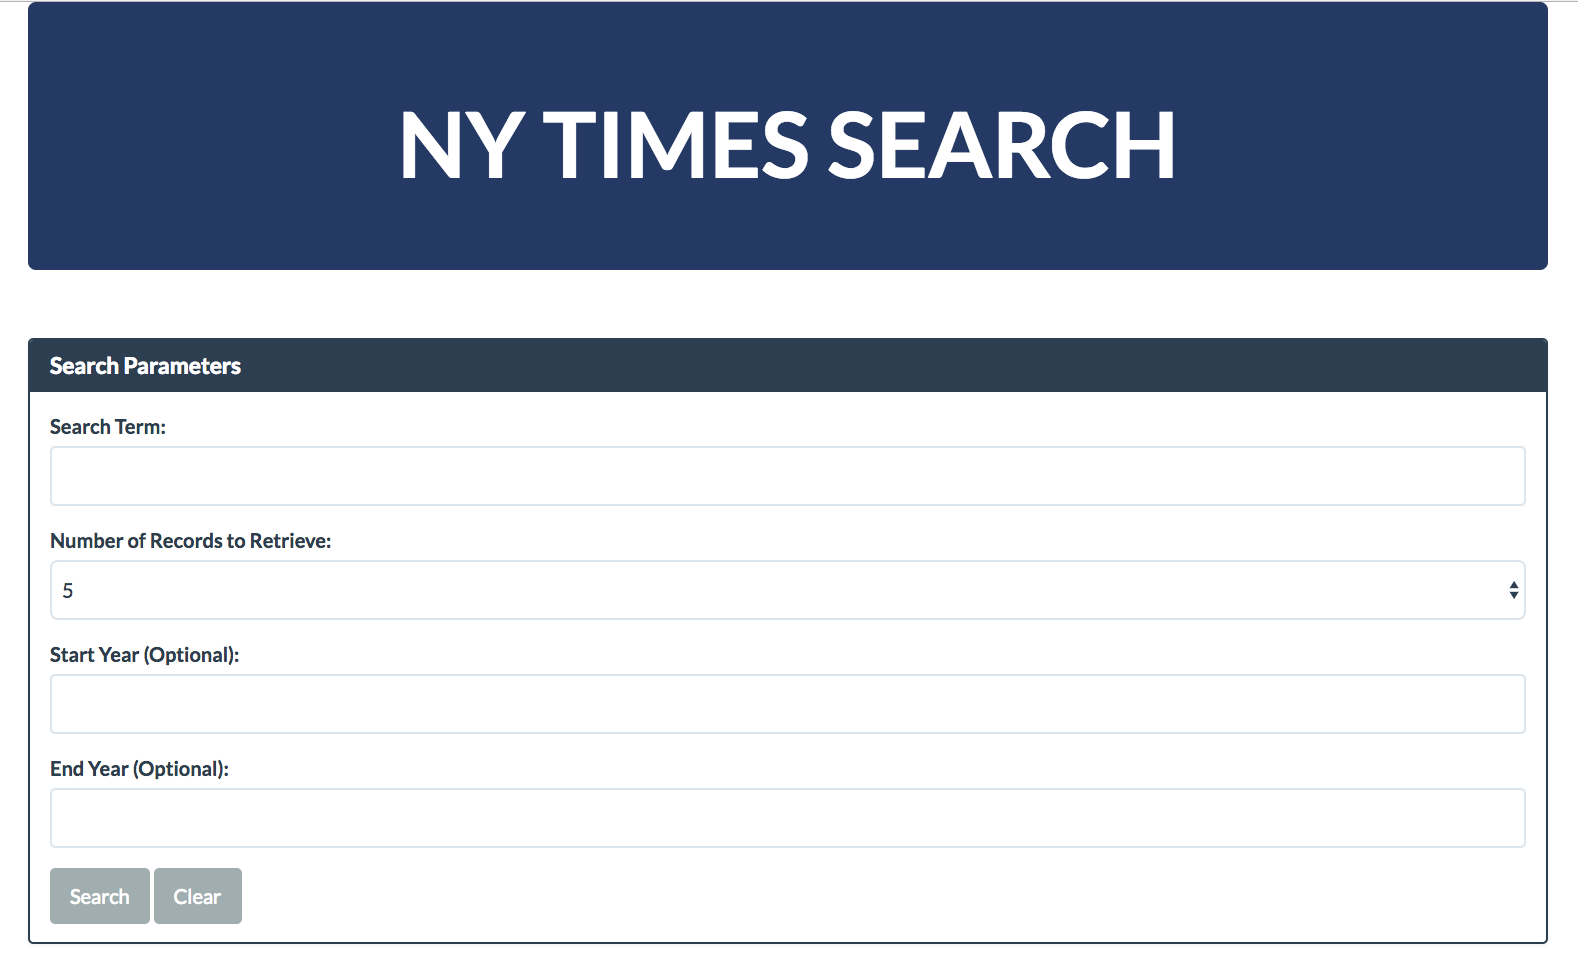 NY TIMES SEARCH
Search Parameters
Search Term:
Number of Records to Retrieve:
5
Start Year (Optional):
End Year (Optional):
Search Clear